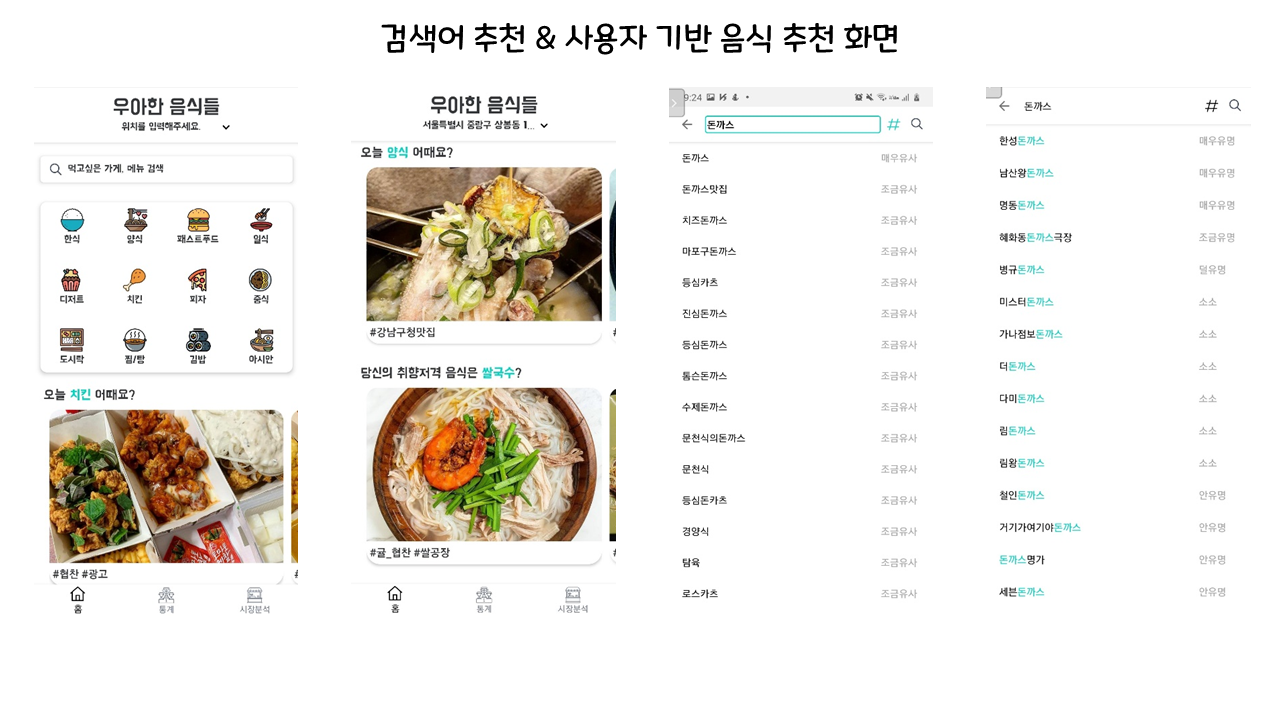 검색어 추천 & 사용자 기반 음식 추천 화면
우아한 음식들
위치를 입력해주세요.
먹고싶은 가게, 메뉴 검색
한식 양식 패스트푸드 일식
디저트 치킨 피자 중식
도시락 찜/탕 김밥 아시안
오늘 치킨 어때요?
#협찬 #광고
홈 통계 시장분석
우아한 음식들
서울특별시 중랑구 상봉동 1...
오늘 양식 어때요?
#강남구청맛집
당신의 취향저격 음식은 쌀국수?
#귤_협찬 #쌀공장
홈 통계 시장분석
9:24
돈까스 #
돈까스 매우유사
돈까스맛집 조금유사
치즈돈까스 조금유사
마포구돈까스 조금유사
등심카츠 조금유사
진심돈까스 조금유사
등심돈까스 조금유사
톰슨돈까스 조금유사
수제돈까스 조금유사
문천식의돈까스 조금유사
문천식 조금유사
등심돈카츠 조금유사
경양식 조금유사
탐육 조금유사
로스카츠 조금유사
돈까스 #
한성돈까스 매우유명
남산왕돈까스 매우유명
명동돈까스 매우유명
혜화동돈까스극장 조금유명
병규돈까스 덜유명
미스터돈까스 소소
가나점보돈까스 소소
더돈까스 소소
다미돈까스 소소
림돈까스 소소
림왕돈까스 소소
철인돈까스 안유명
거기가여기야돈까스 안유명
돈까스명가 안유명
세븐돈까스 안유명